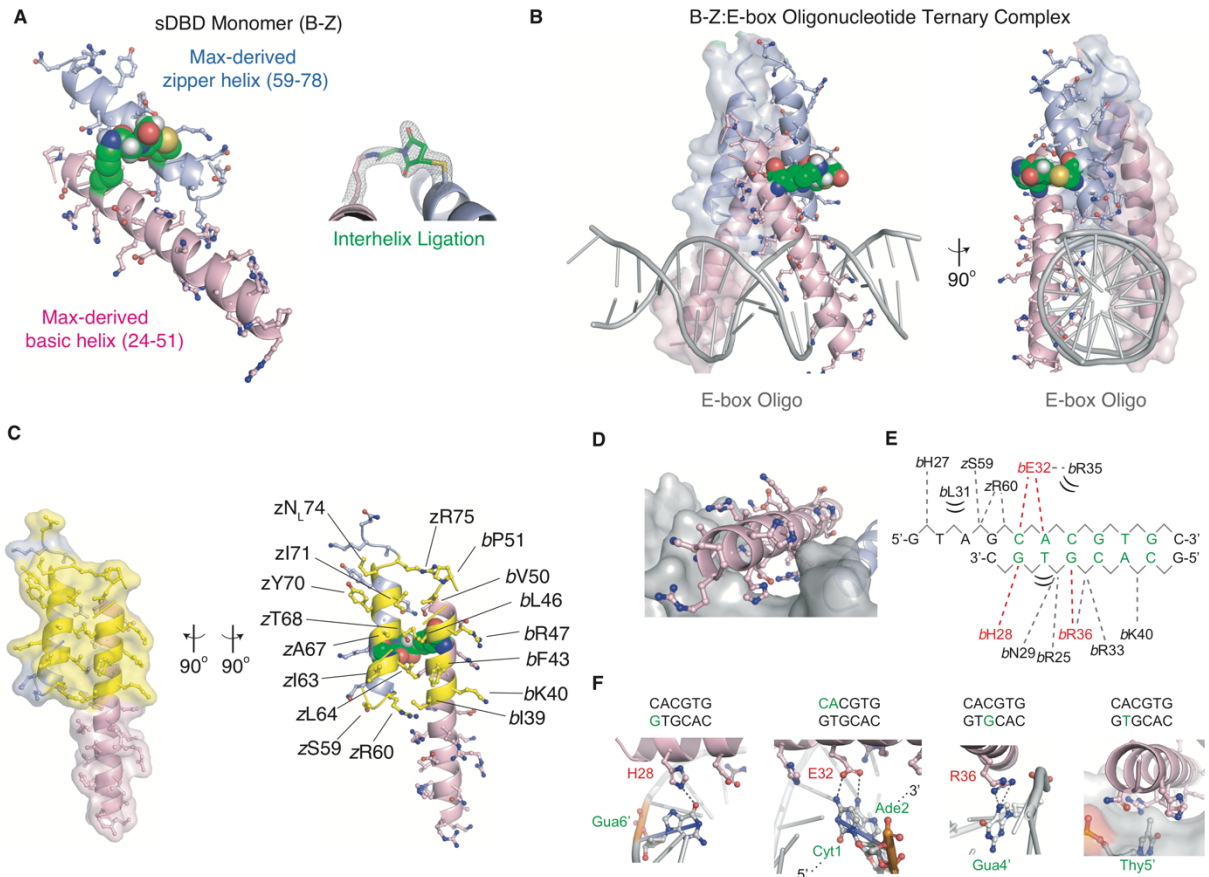 A
sDBD Monomer (B-Z)
Max-derived
zipper helix (59-78)
Interhelix Ligation
Max-derived
basic helix (24-51)
B
B-Z:E-box Oligonucleotide Ternary Complex
90°
E-box Oligo
E-box Oligo
C
90°
90°
zN_L74
zR75
bP51
zI71
bV50
zY70
bL46
zT68
bR47
zA67
bF43
zI63
bK40
zL64
bI39
zS59
zR60
D
E
bH27
zS59
bE32
bR35
bL31
zR60
5'-G T A G C A C G T G C-3'
3'-C G T G C A C G-5'
bH28
bR36
bK40
bN29
bR33
bR25
F
CACGTG
GTGCAC
CACGTG
GTGCAC
CACGTG
GTGCAC
CACGTG
GTGCAC
H28
Gua6'
E32
3'
Ade2
Cyt1
5'
R36
Gua4'
Thy5'